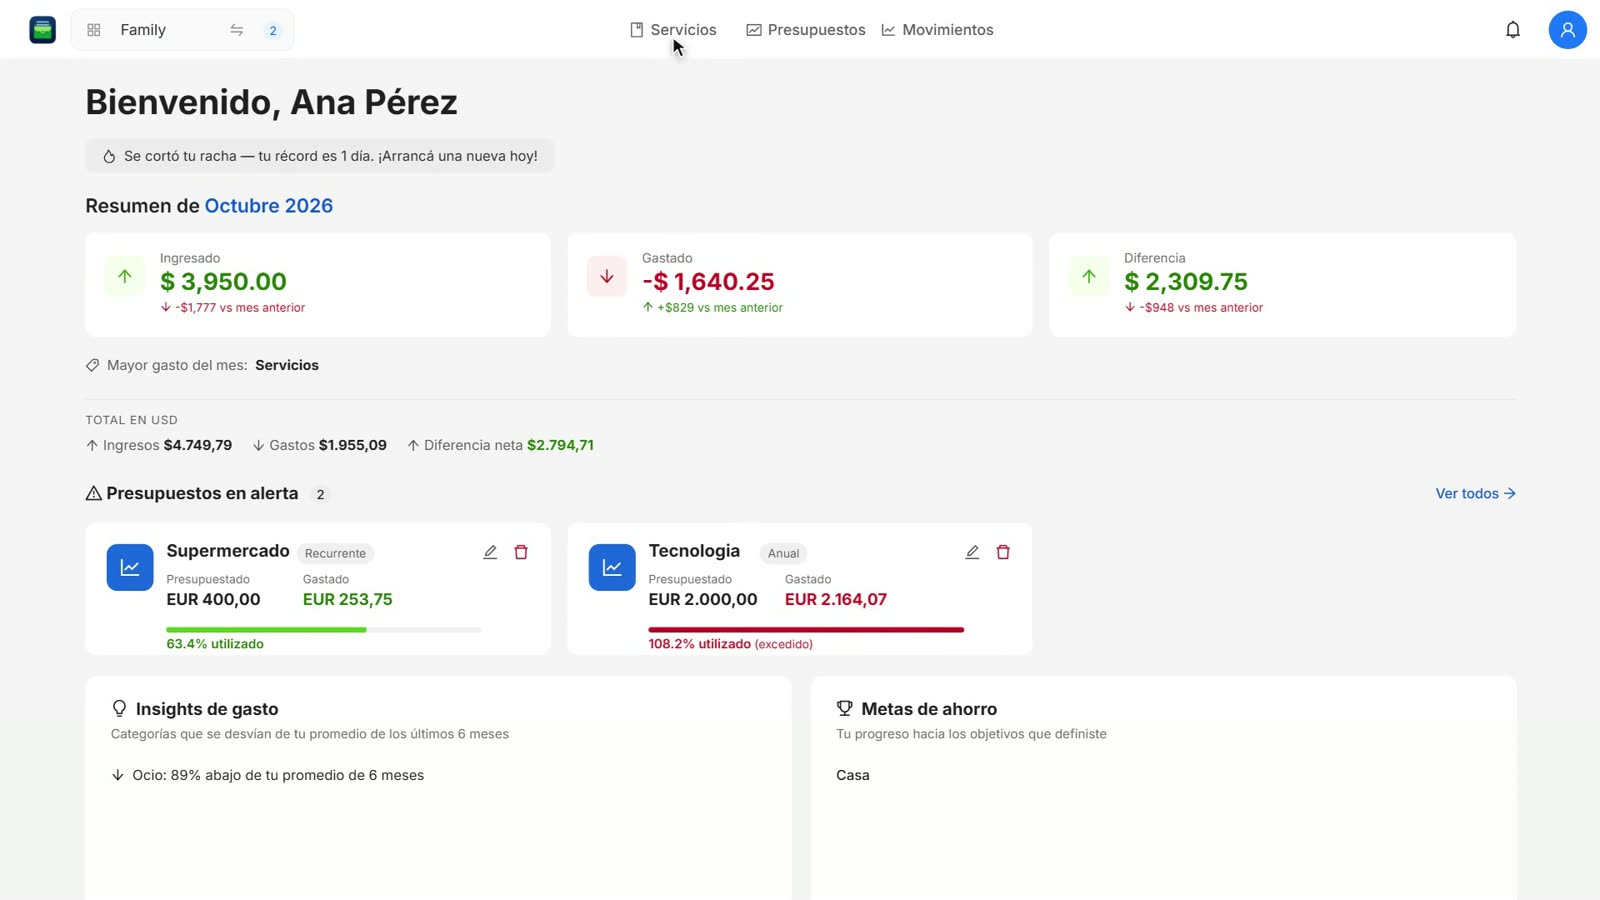 Family 2 Servicios Presupuestos Movimientos
Bienvenido, Ana Pérez
Se cortó tu racha — tu récord es 1 día. ¡Arrancá una nueva hoy!
Resumen de Octubre 2026
Ingresado
$ 3,950.00
-$1,777 vs mes anterior
Gastado
-$ 1,640.25
+$829 vs mes anterior
Diferencia
$ 2,309.75
-$948 vs mes anterior
Mayor gasto del mes: Servicios
TOTAL EN USD
Ingresos $4.749,79 Gastos $1.955,09 Diferencia neta $2.794,71
Presupuestos en alerta 2
Ver todos
Supermercado Recurrente
Presupuestado Gastado
EUR 400,00 EUR 253,75
63.4% utilizado
Tecnologia Anual
Presupuestado Gastado
EUR 2.000,00 EUR 2.164,07
108.2% utilizado (excedido)
Insights de gasto
Categorías que se desvían de tu promedio de los últimos 6 meses
Ocio: 89% abajo de tu promedio de 6 meses
Metas de ahorro
Tu progreso hacia los objetivos que definiste
Casa